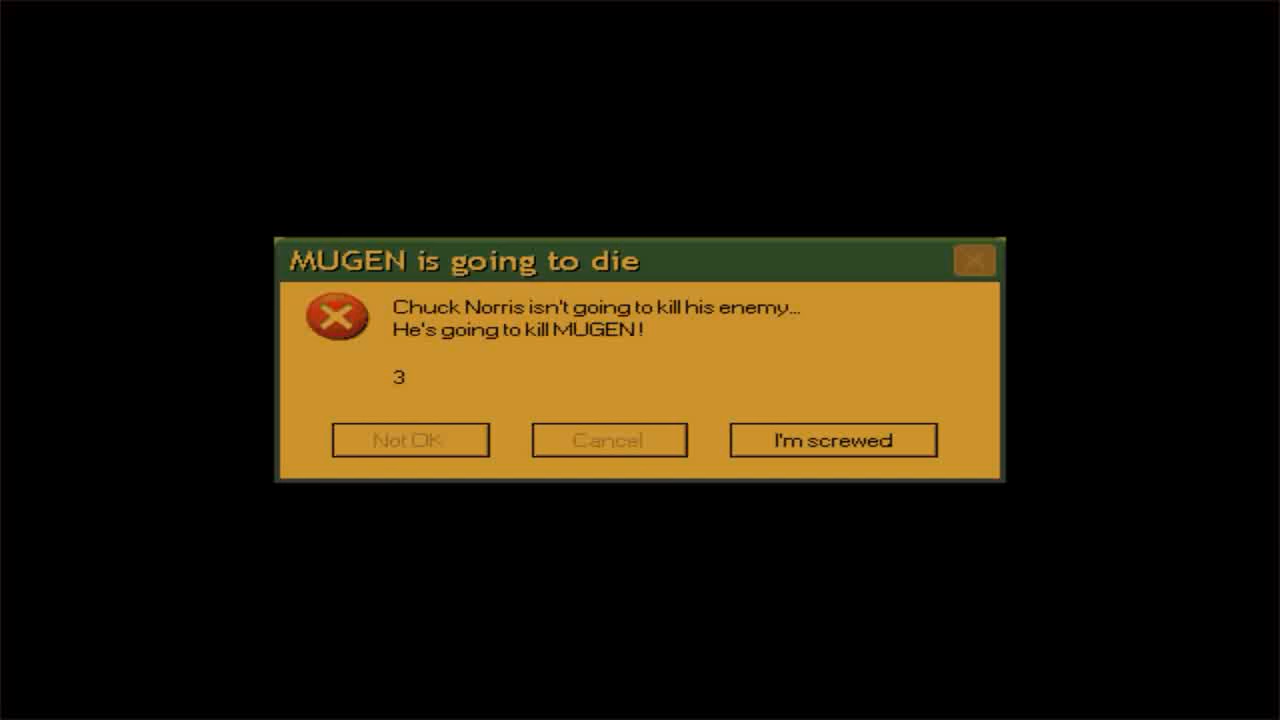 MUGEN is going to die
Chuck Norris isn't going to kill his enemy...
He's going to kill MUGEN !
3
Not OK
Cancel
I'm screwed